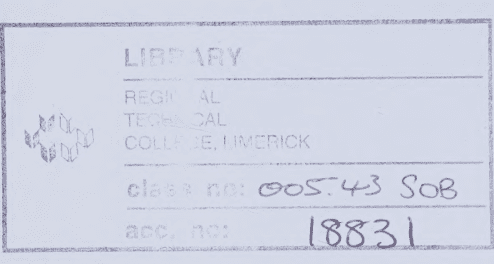 LIBRARY
REGIONAL
TECHNICAL
COLLEGE, LIMERICK
class no: 005.43 SOB
acc. no: 18831